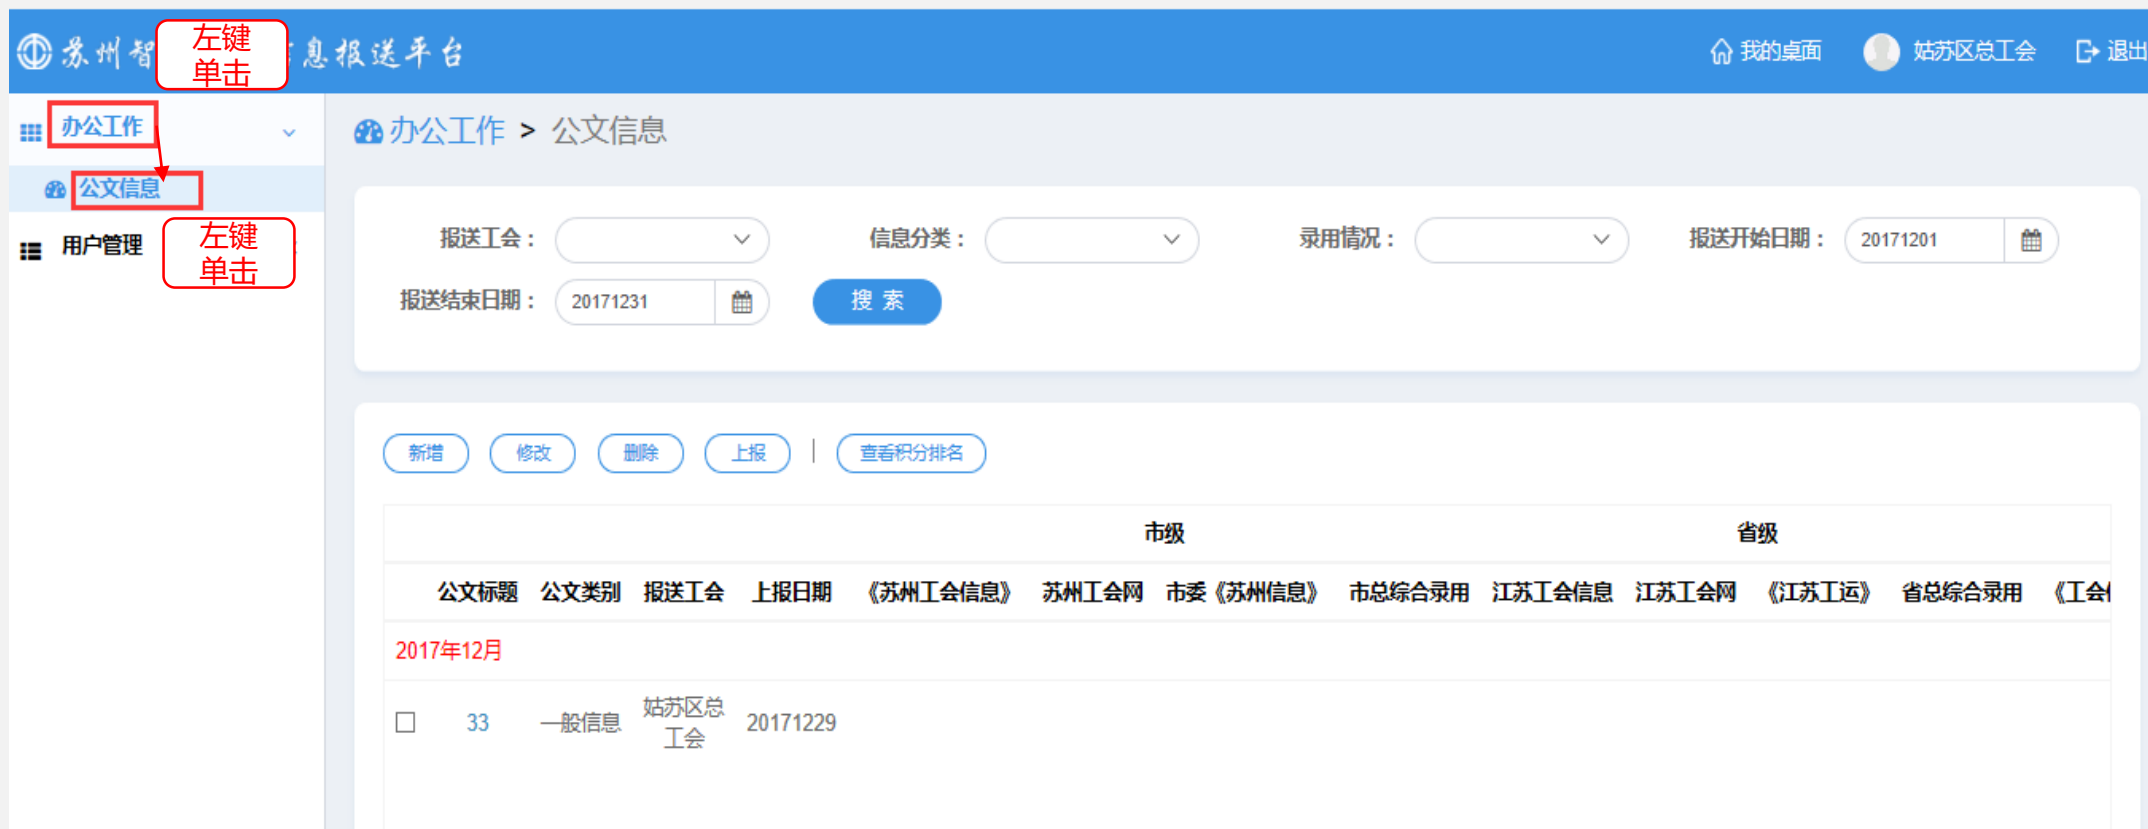 苏州智
息报送平台
左键
单击
我的桌面
姑苏区总工会
退出
办公工作
公文信息
用户管理
左键
单击
办公工作 > 公文信息
报送工会：
信息分类：
录用情况：
报送开始日期： 20171201
报送结束日期： 20171231
搜 索
新增
修改
删除
上报
|
查看积分排名
市级
省级
公文标题 公文类别 报送工会 上报日期 《苏州工会信息》 苏州工会网 市委《苏州信息》 市总综合录用 江苏工会信息 江苏工会网 《江苏工运》 省总综合录用 《工会
2017年12月
33 一般信息 姑苏区总
工会 20171229